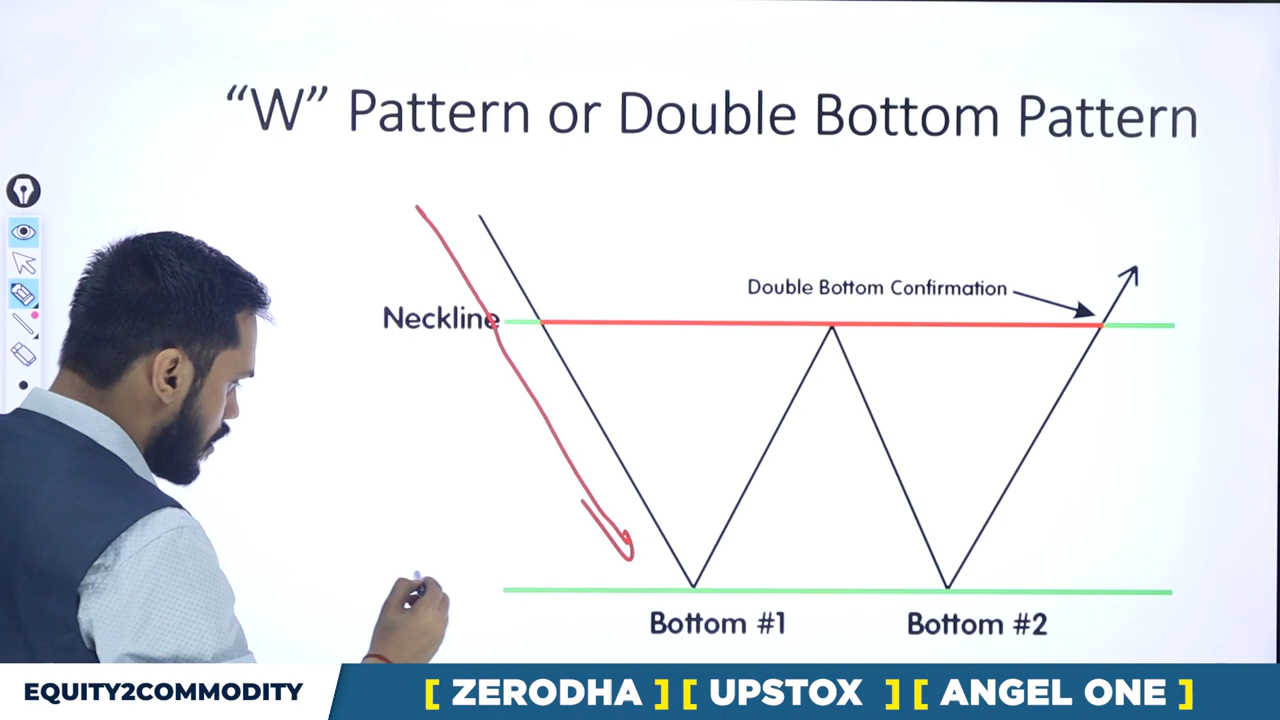 “W” Pattern or Double Bottom Pattern
Double Bottom Confirmation
Neckline
Bottom #1
Bottom #2
EQUITY2COMMODITY
[ ZERODHA ] [ UPSTOX ] [ ANGEL ONE ]